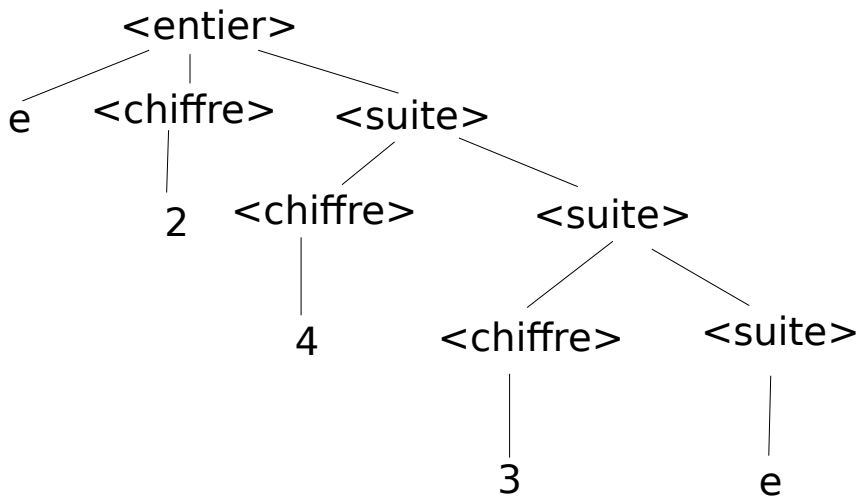 <entier>
e <chiffre> <suite>
2 <chiffre> <suite>
4 <chiffre> <suite>
3 e